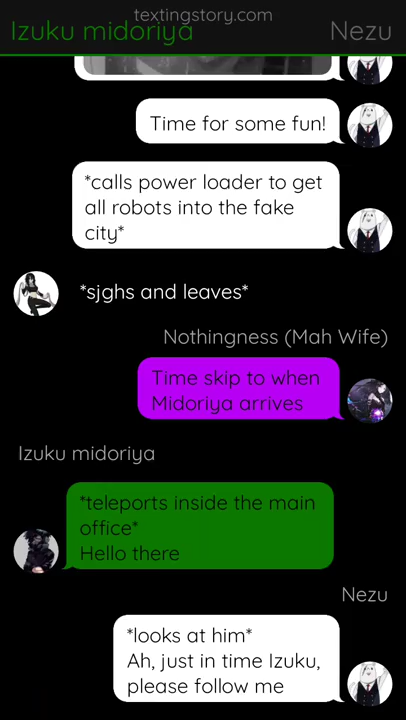 textingstory.com
Izuku midoriya
Nezu
Time for some fun!
*calls power loader to get
all robots into the fake
city*
*sjghs and leaves*
Nothingness (Mah Wife)
Time skip to when
Midoriya arrives
Izuku midoriya
*teleports inside the main
office*
Hello there
Nezu
*looks at him*
Ah, just in time Izuku,
please follow me